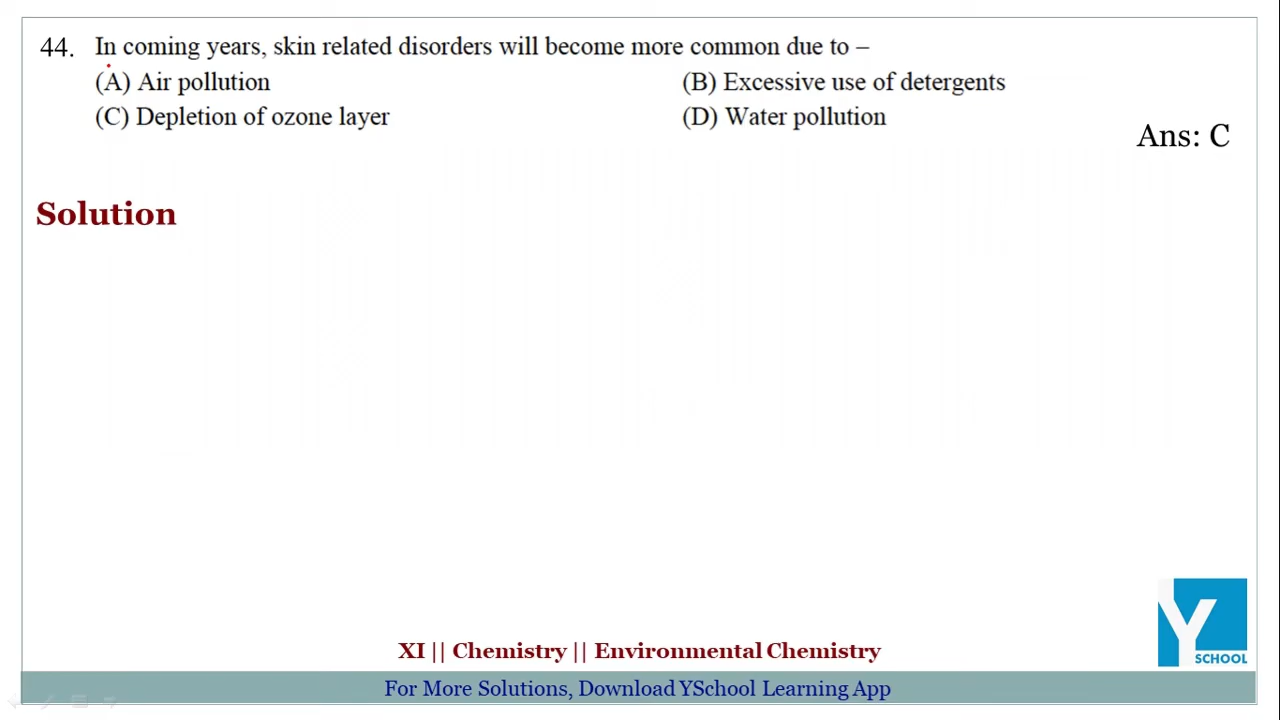 44. In coming years, skin related disorders will become more common due to –
(A) Air pollution (B) Excessive use of detergents
(C) Depletion of ozone layer (D) Water pollution
Ans: C
Solution
Y
SCHOOL
XI || Chemistry || Environmental Chemistry
For More Solutions, Download YSchool Learning App